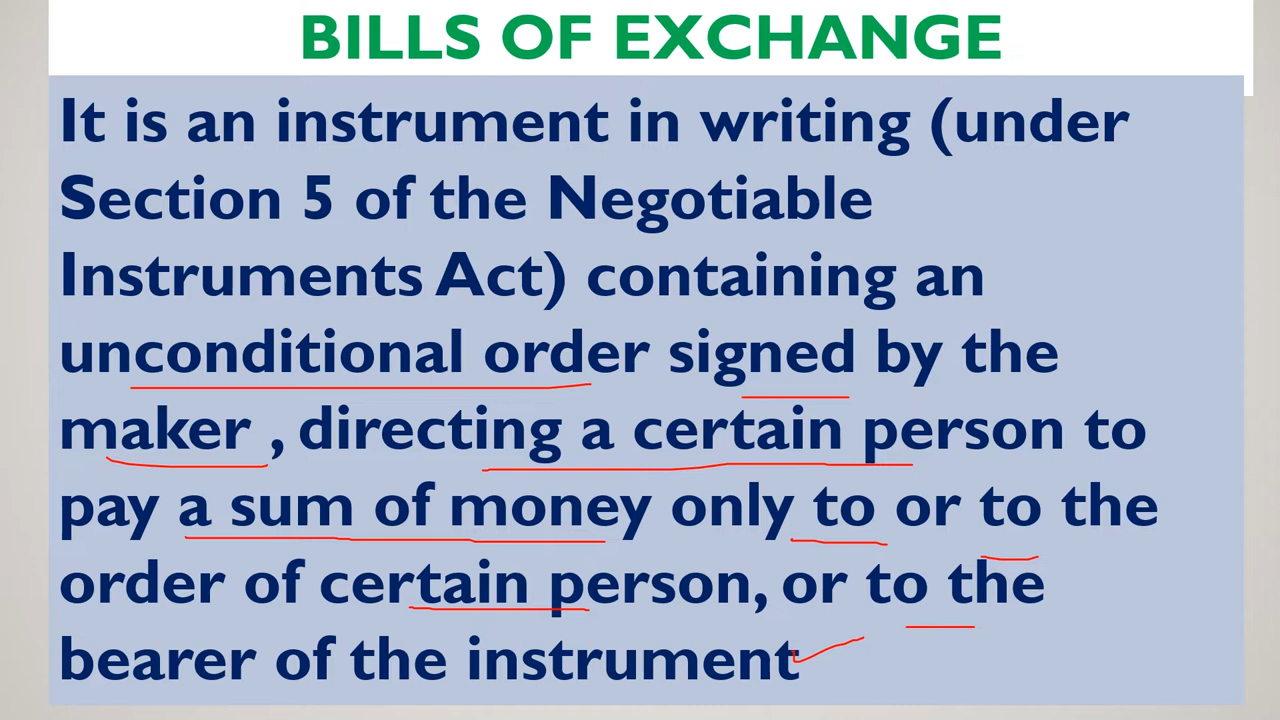 BILLS OF EXCHANGE
It is an instrument in writing (under
Section 5 of the Negotiable
Instruments Act) containing an
unconditional order signed by the
maker , directing a certain person to
pay a sum of money only to or to the
order of certain person, or to the
bearer of the instrument